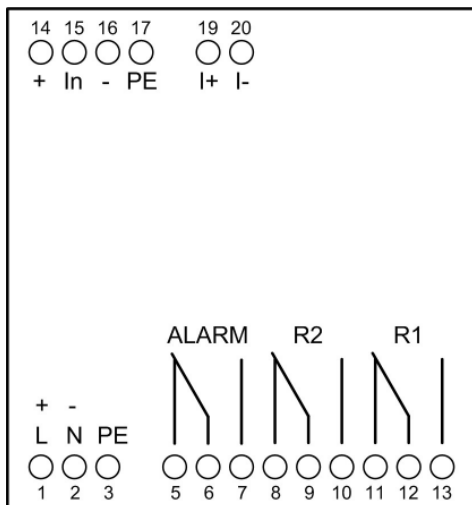 14 15 16 17 19 20
+ In - PE I+ I-
ALARM R2 R1
+ -
L N PE
1 2 3 5 6 7 8 9 10 11 12 13